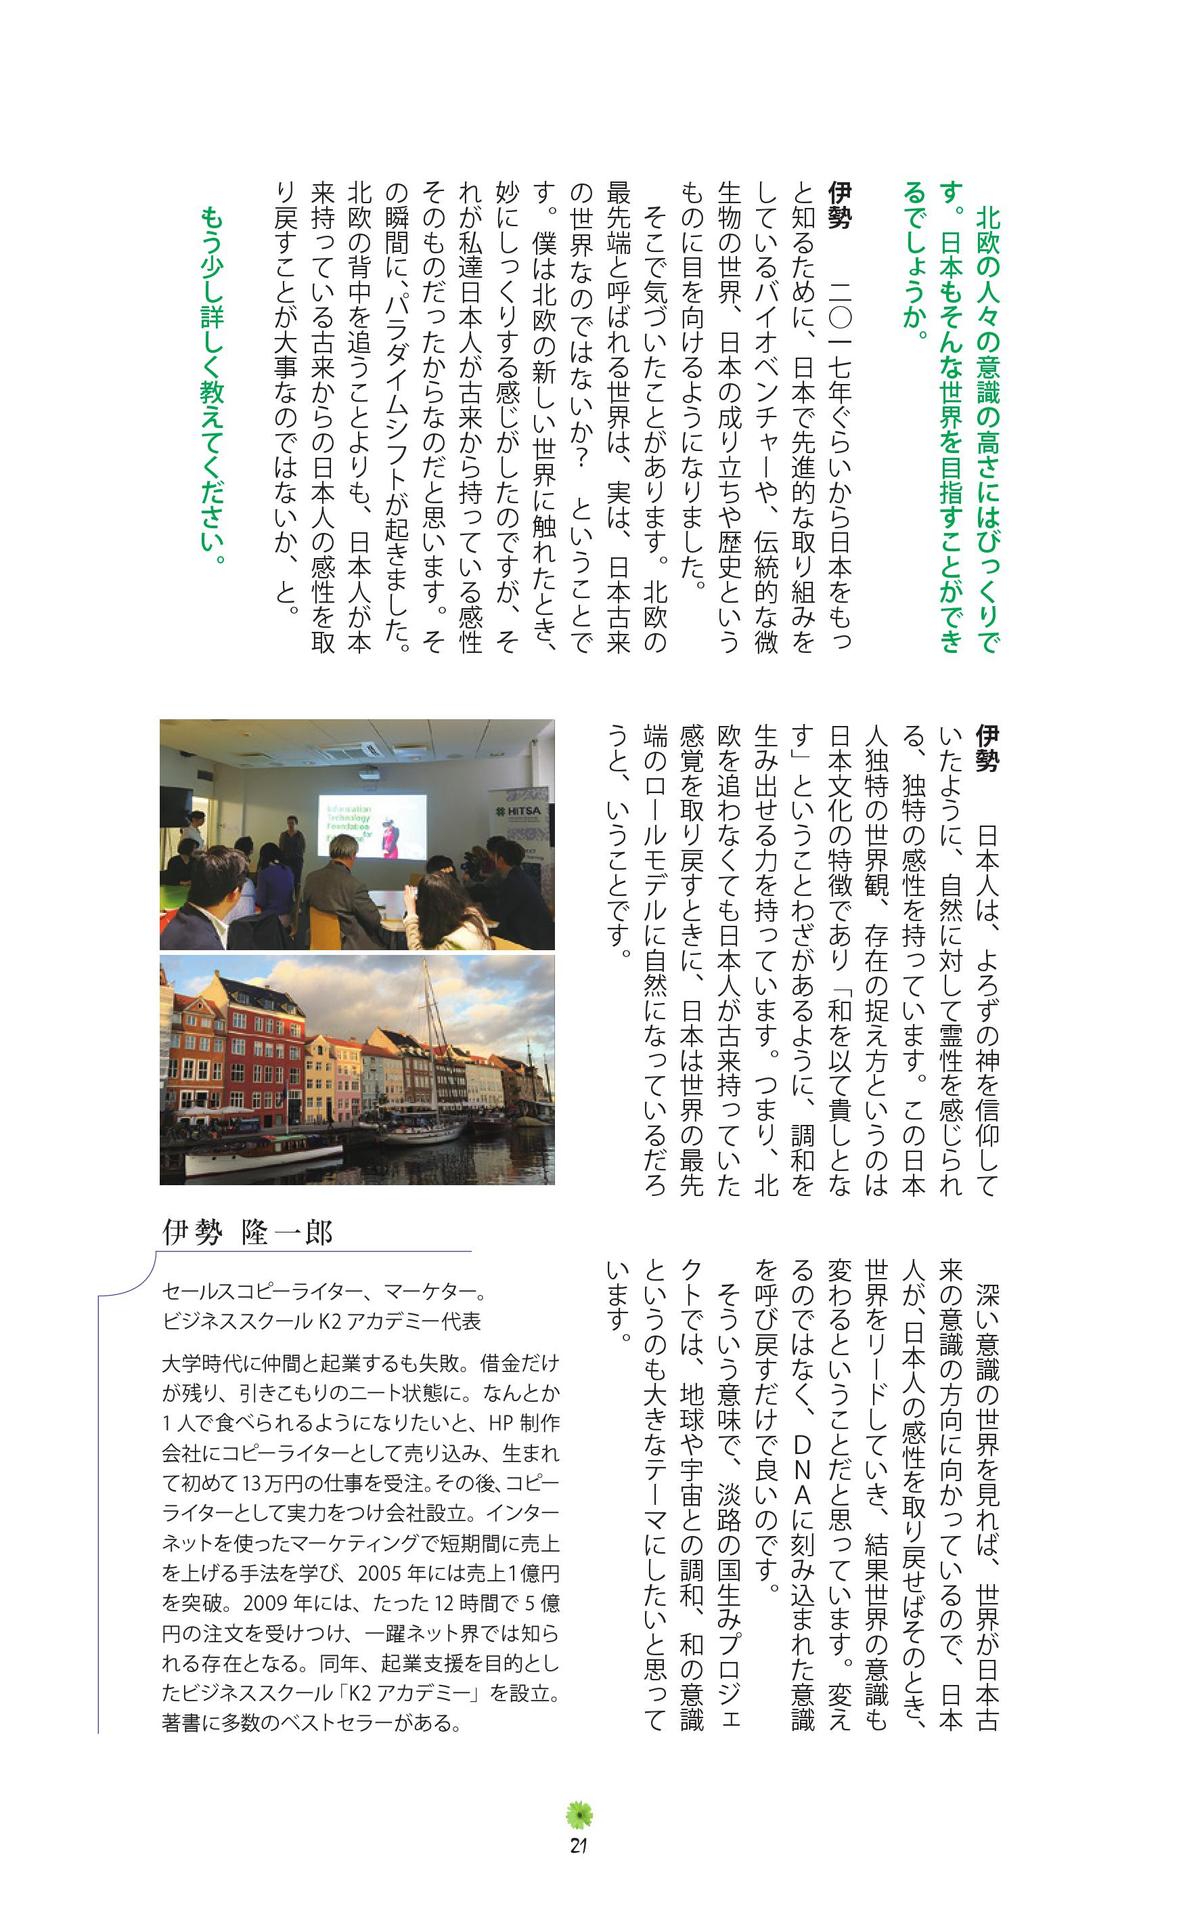 北欧の人々の意識の高さにはびっくりで
す。日本もそんな世界を目指すことができ
るでしょうか。
伊勢　　二〇一七年ぐらいから日本をもっ
と知るために、日本で先進的な取り組みを
しているバイオベンチャーや、伝統的な微
生物の世界、日本の成り立ちや歴史という
ものに目を向けるようになりました。
そこで気づいたことがあります。北欧の
最先端と呼ばれる世界は、実は、日本古来
の世界なのではないか？　ということで
す。僕は北欧の新しい世界に触れたとき、
妙にしっくりする感じがしたのですが、そ
れが私達日本人が古来から持っている感性
そのものだったからなのだと思います。そ
の瞬間に、パラダイムシフトが起きました。
北欧の背中を追うことよりも、日本人が本
来持っている古来からの日本人の感性を取
り戻すことが大事なのではないか、と。
もう少し詳しく教えてください。
伊勢　　日本人は、よろずの神を信仰して
いたように、自然に対して霊性を感じられ
る、独特の感性を持っています。この日本
人独特の世界観、存在の捉え方というのは
日本文化の特徴であり「和を以て貴しとな
す」ということわざがあるように、調和を
生み出せる力を持っています。つまり、北
欧を追わなくても日本人が古来持っていた
感覚を取り戻すときに、日本は世界の最先
端のロールモデルに自然になっているだろ
うと、いうことです。
深い意識の世界を見れば、世界が日本古
来の意識の方向に向かっているので、日本
人が、日本人の感性を取り戻せばそのとき、
世界をリードしていき、結果世界の意識も
変わるということだと思っています。変え
るのではなく、ＤＮＡに刻み込まれた意識
を呼び戻すだけで良いのです。
そういう意味で、淡路の国生みプロジェ
クトでは、地球や宇宙との調和、和の意識
というのも大きなテーマにしたいと思って
います。
Information
Technology
Foundation
for
HITSA
伊勢 隆一郎
セールスコピーライター、マーケター。
ビジネススクール K2 アカデミー代表
大学時代に仲間と起業するも失敗。借金だけ
が残り、引きこもりのニート状態に。なんとか
1 人で食べられるようになりたいと、HP 制作
会社にコピーライターとして売り込み、生まれ
て初めて13万円の仕事を受注。その後、コピー
ライターとして実力をつけ会社設立。インター
ネットを使ったマーケティングで短期間に売上
を上げる手法を学び、2005 年には売上1億円
を突破。2009 年には、たった 12 時間で 5 億
円の注文を受けつけ、一躍ネット界では知ら
れる存在となる。同年、起業支援を目的とし
たビジネススクール「K2 アカデミー」を設立。
著書に多数のベストセラーがある。
21